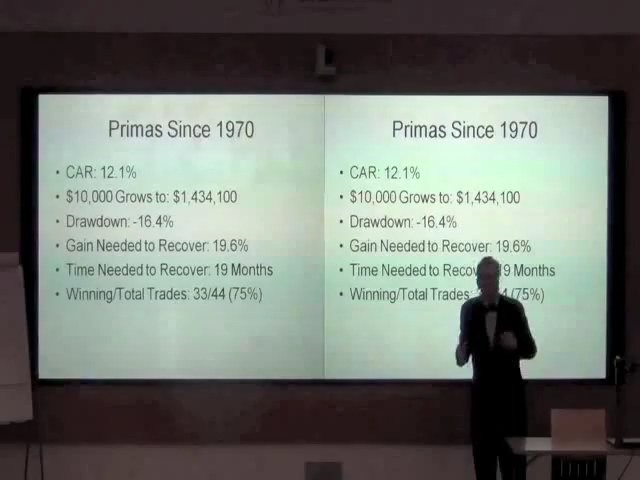 Primas Since 1970
• CAR: 12.1%
• $10,000 Grows to: $1,434,100
• Drawdown: -16.4%
• Gain Needed to Recover: 19.6%
• Time Needed to Recover: 19 Months
• Winning/Total Trades: 33/44 (75%)
Primas Since 1970
• CAR: 12.1%
• $10,000 Grows to: $1,434,100
• Drawdown: -16.4%
• Gain Needed to Recover: 19.6%
• Time Needed to 9 Months
• Winning/Total Trades: (75%)